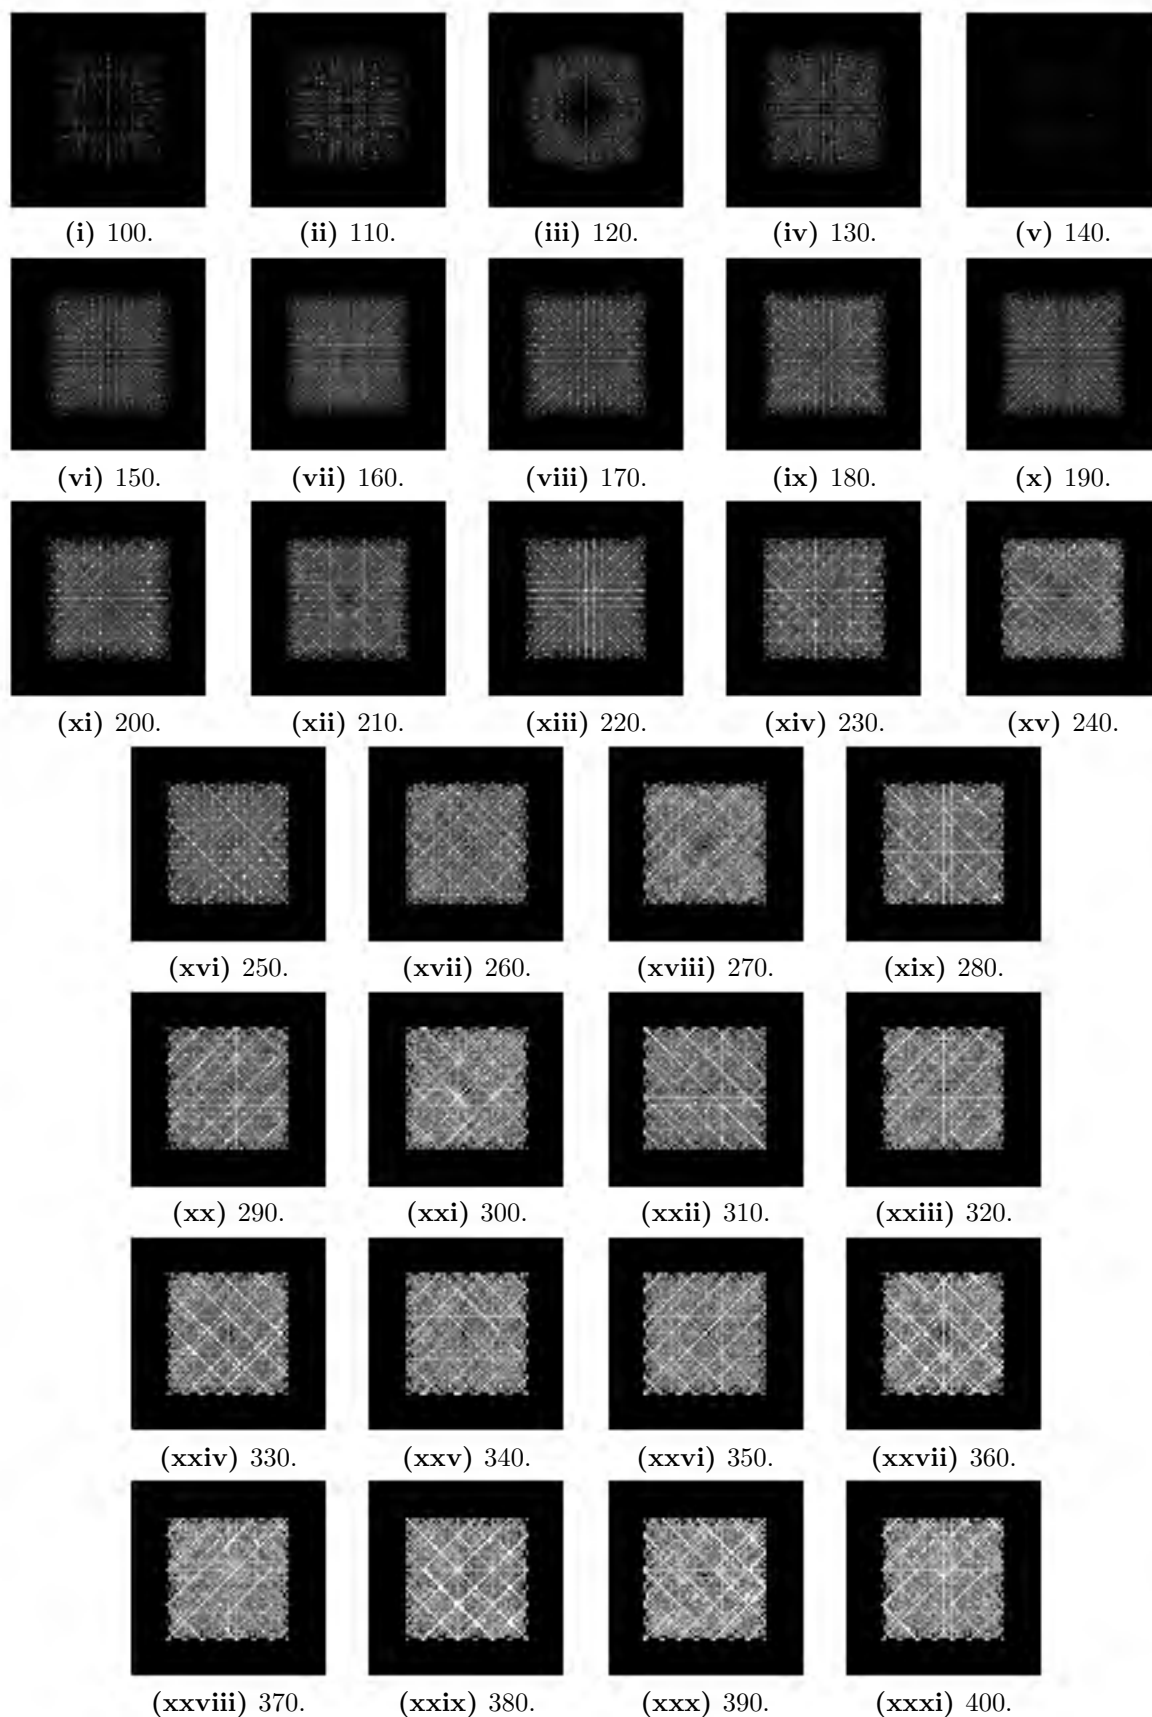 (i) 100. (ii) 110. (iii) 120. (iv) 130. (v) 140.
(vi) 150. (vii) 160. (viii) 170. (ix) 180. (x) 190.
(xi) 200. (xii) 210. (xiii) 220. (xiv) 230. (xv) 240.
(xvi) 250. (xvii) 260. (xviii) 270. (xix) 280.
(xx) 290. (xxi) 300. (xxii) 310. (xxiii) 320.
(xxiv) 330. (xxv) 340. (xxvi) 350. (xxvii) 360.
(xxviii) 370. (xxix) 380. (xxx) 390. (xxxi) 400.